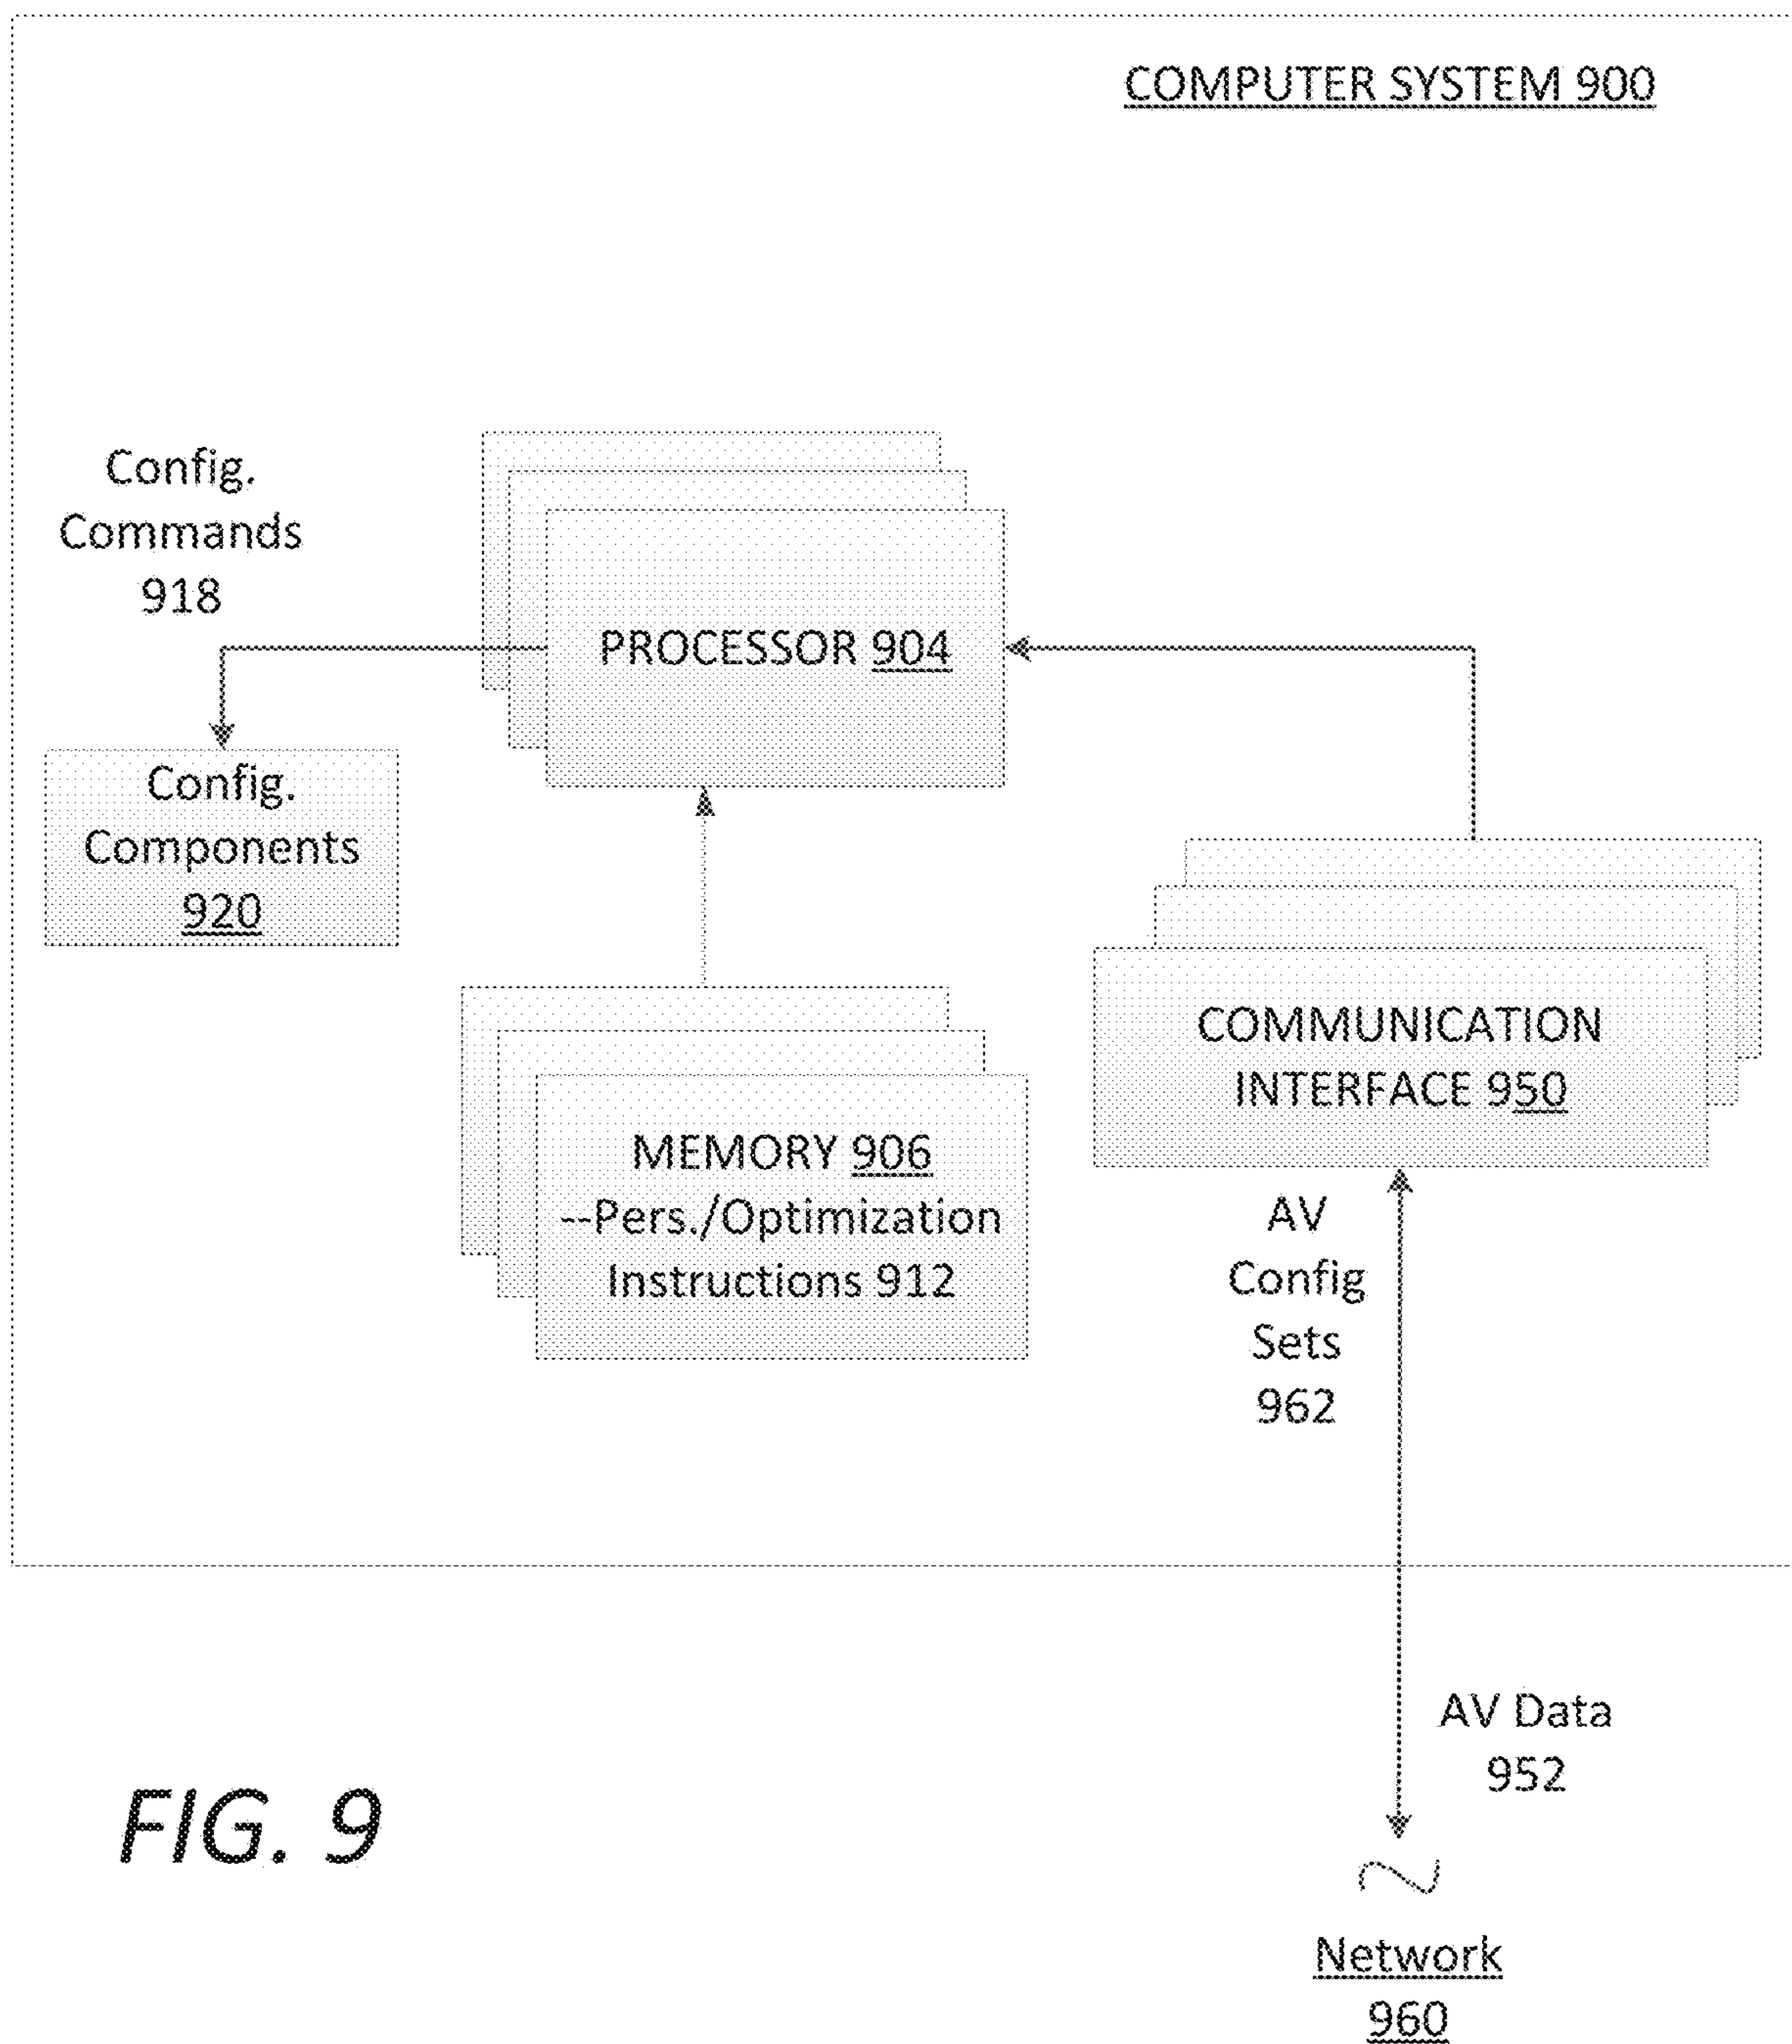 COMPUTER SYSTEM 900
Config.
Commands
918
PROCESSOR 904
Config.
Components
920
COMMUNICATION
INTERFACE 950
MEMORY 906
--Pers./Optimization
Instructions 912
AV
Config
Sets
962
AV Data
952
FIG. 9
Network
960